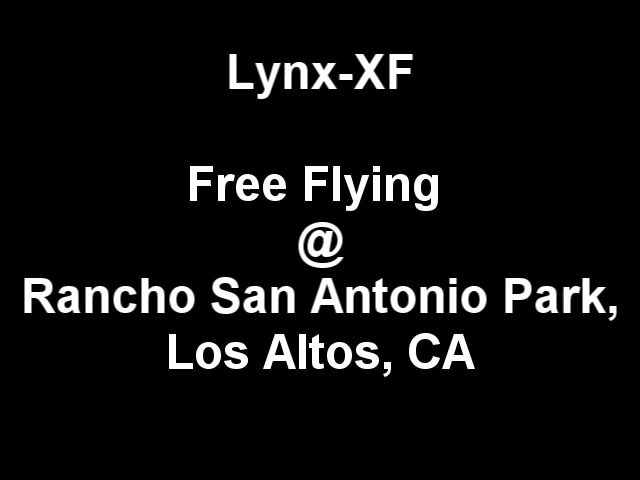 Lynx-XF
Free Flying
@
Rancho San Antonio Park,
Los Altos, CA